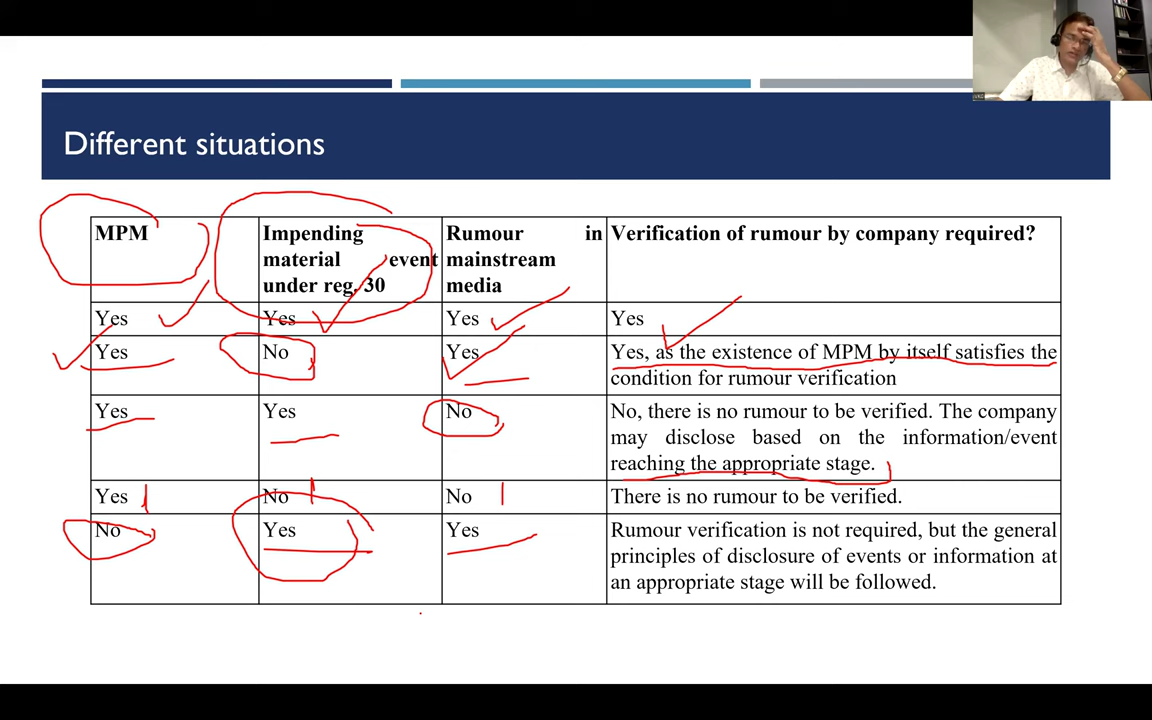 Different situations
MPM
Impending
material event
under reg. 30
Rumour in
mainstream
media
Verification of rumour by company required?
Yes
Yes
Yes
Yes
Yes
No
Yes
Yes, as the existence of MPM by itself satisfies the
condition for rumour verification
Yes
Yes
No
No, there is no rumour to be verified. The company
may disclose based on the information/event
reaching the appropriate stage.
Yes
No
No
There is no rumour to be verified.
No
Yes
Yes
Rumour verification is not required, but the general
principles of disclosure of events or information at
an appropriate stage will be followed.